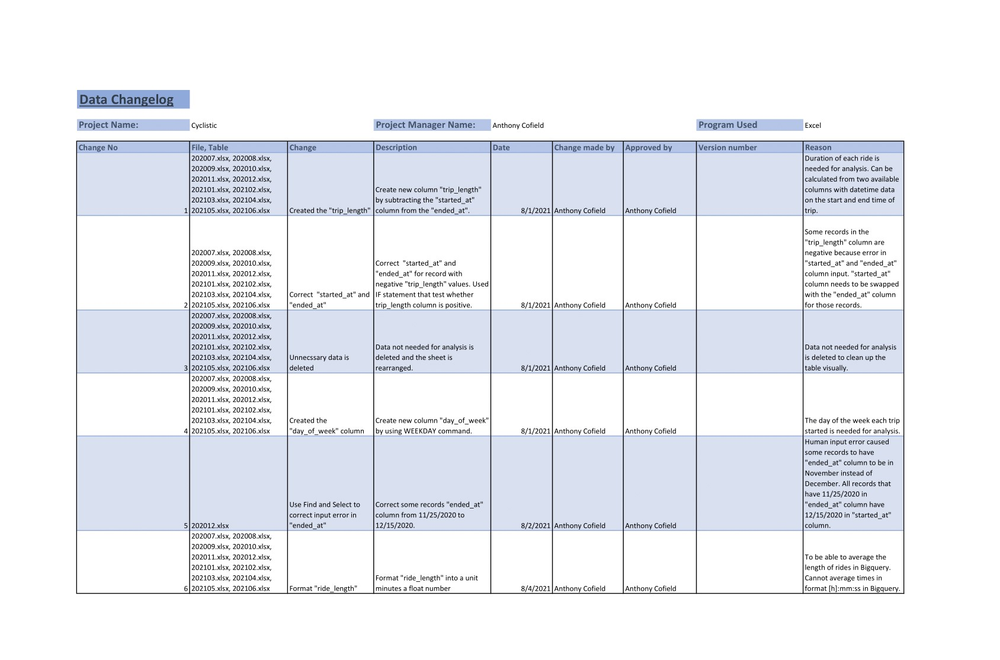 Data Changelog
Project Name: Cyclistic Project Manager Name: Anthony Cofield Program Used Excel
Change No File, Table Change Description Date Change made by Approved by Version number Reason
1
202007.xlsx, 202008.xlsx,
202009.xlsx, 202010.xlsx,
202011.xlsx, 202012.xlsx,
202101.xlsx, 202102.xlsx,
202103.xlsx, 202104.xlsx,
202105.xlsx, 202106.xlsx
Created the "trip_length"
Create new column "trip_length"
by subtracting the "started_at"
column from the "ended_at".
8/1/2021
Anthony Cofield
Anthony Cofield
Duration of each ride is
needed for analysis. Can be
calculated from two available
columns with datetime data
on the start and end time of
trip.
2
202007.xlsx, 202008.xlsx,
202009.xlsx, 202010.xlsx,
202011.xlsx, 202012.xlsx,
202101.xlsx, 202102.xlsx,
202103.xlsx, 202104.xlsx,
202105.xlsx, 202106.xlsx
Correct  "started_at" and
"ended_at"
Correct  "started_at" and
"ended_at" for record with
negative "trip_length" values. Used
IF statement that test whether
trip_length column is positive.
8/1/2021
Anthony Cofield
Anthony Cofield
Some records in the
"trip_length" column are
negative because error in
"started_at" and "ended_at"
column input. "started_at"
column needs to be swapped
with the "ended_at" column
for those records.
3
202007.xlsx, 202008.xlsx,
202009.xlsx, 202010.xlsx,
202011.xlsx, 202012.xlsx,
202101.xlsx, 202102.xlsx,
202103.xlsx, 202104.xlsx,
202105.xlsx, 202106.xlsx
Unnecssary data is
deleted
Data not needed for analysis is
deleted and the sheet is
rearranged.
8/1/2021
Anthony Cofield
Anthony Cofield
Data not needed for analysis
is deleted to clean up the
table visually.
4
202007.xlsx, 202008.xlsx,
202009.xlsx, 202010.xlsx,
202011.xlsx, 202012.xlsx,
202101.xlsx, 202102.xlsx,
202103.xlsx, 202104.xlsx,
202105.xlsx, 202106.xlsx
Created the
"day_of_week" column
Create new column "day_of_week"
by using WEEKDAY command.
8/1/2021
Anthony Cofield
Anthony Cofield
The day of the week each trip
started is needed for analysis.
5
202012.xlsx
Use Find and Select to
correct input error in
"ended_at"
Correct some records "ended_at"
column from 11/25/2020 to
12/15/2020.
8/2/2021
Anthony Cofield
Anthony Cofield
Human input error caused
some records to have
"ended_at" column to be in
November instead of
December. All records that
have 11/25/2020 in
"ended_at" column have
12/15/2020 in "started_at"
column.
6
202007.xlsx, 202008.xlsx,
202009.xlsx, 202010.xlsx,
202011.xlsx, 202012.xlsx,
202101.xlsx, 202102.xlsx,
202103.xlsx, 202104.xlsx,
202105.xlsx, 202106.xlsx
Format "ride_length"
Format "ride_length" into a unit
minutes a float number
8/4/2021
Anthony Cofield
Anthony Cofield
To be able to average the
length of rides in Bigquery.
Cannot average times in
format [h]:mm:ss in Bigquery.